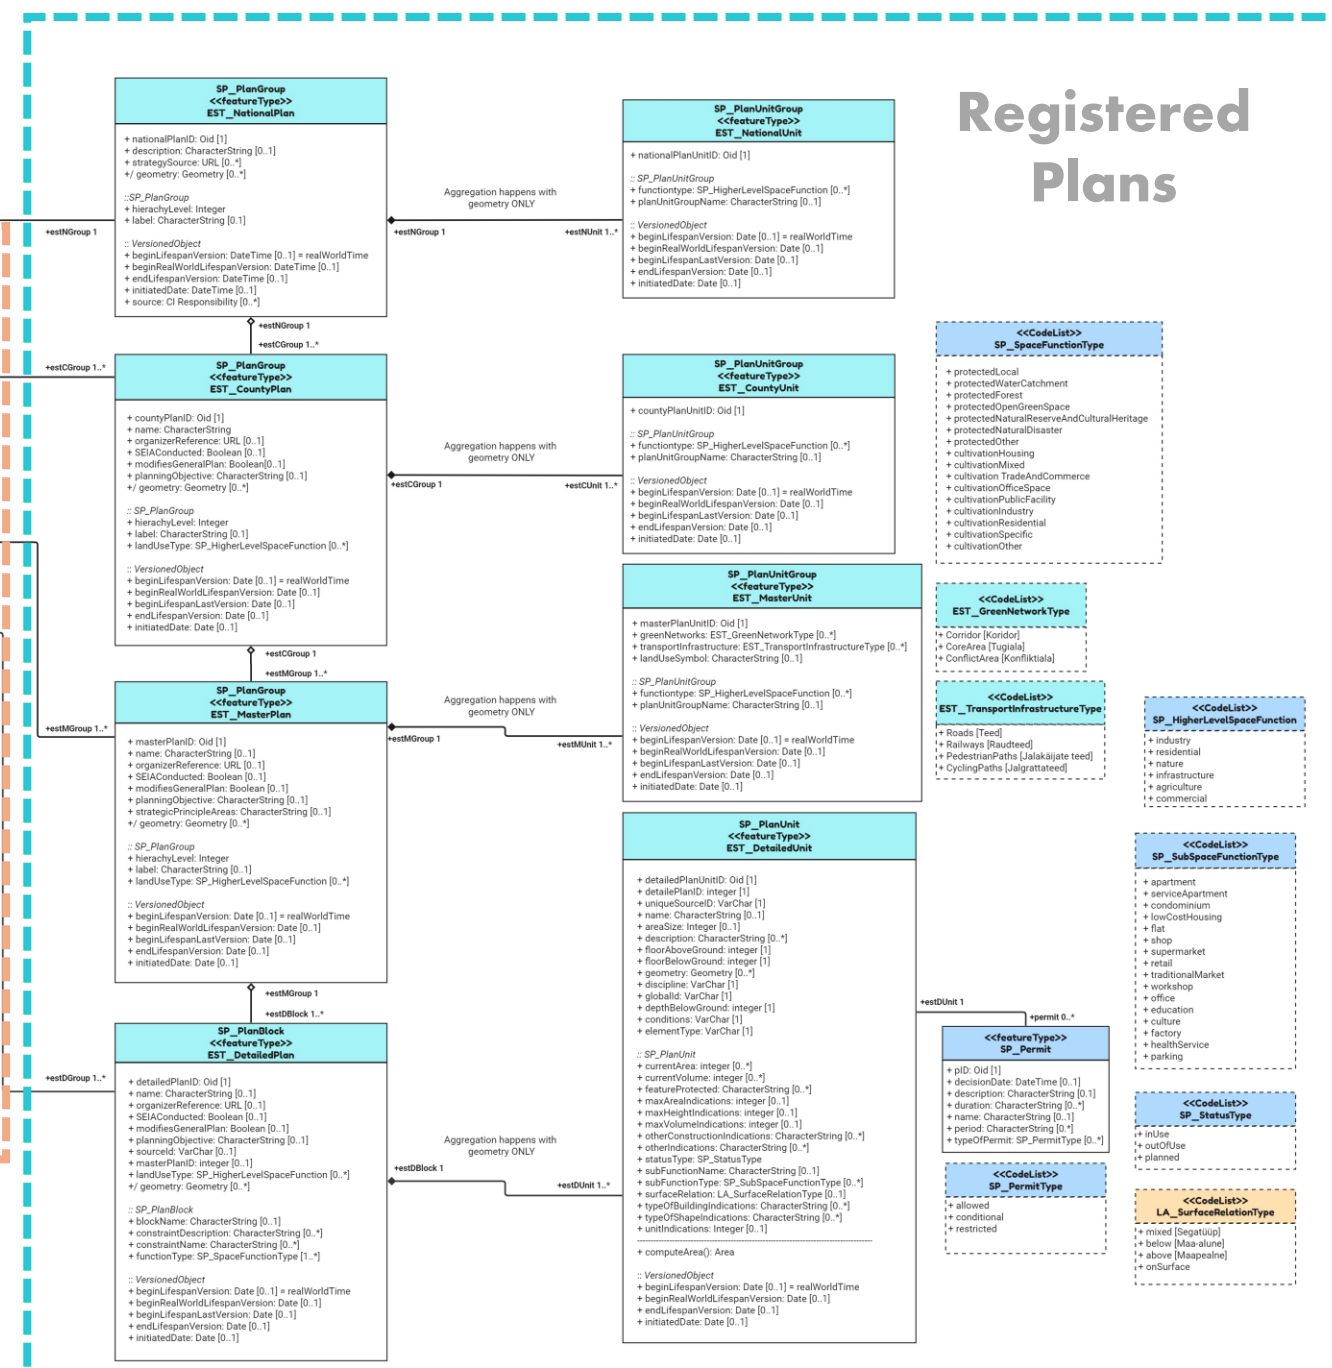 Registered
Plans
SP_PlanGroup
<<featureType>>
EST_NationalPlan
+ nationalPlanID: Oid [1]
+ description: CharacterString [0..1]
+ strategySource: URL [0..*]
+/ geometry: Geometry [0..*]
::SP_PlanGroup
+ hierachyLevel: Integer
+ label: CharacterString [0.1]
:: VersionedObject
+ beginLifespanVersion: DateTime [0..1] = realWorldTime
+ beginRealWorldLifespanVersion: DateTime [0..1]
+ endLifespanVersion: DateTime [0..1]
+ initiatedDate: DateTime [0..1]
+ source: CI Responsibility [0..*]
+estNGroup 1
Aggregation happens with
geometry ONLY
+estNGroup 1
+estNUnit 1..*
SP_PlanUnitGroup
<<featureType>>
EST_NationalUnit
+ nationalPlanUnitID: Oid [1]
:: SP_PlanUnitGroup
+ functiontype: SP_HigherLevelSpaceFunction [0..*]
+ planUnitGroupName: CharacterString [0..1]
:: VersionedObject
+ beginLifespanVersion: Date [0..1] = realWorldTime
+ beginRealWorldLifespanVersion: Date [0..1]
+ beginLifespanLastVersion: Date [0..1]
+ endLifespanVersion: Date [0..1]
+ initiatedDate: Date [0..1]
+estNGroup 1
+estCGroup 1..*
+estCGroup 1..*
SP_PlanGroup
<<featureType>>
EST_CountyPlan
+ countyPlanID: Oid [1]
+ name: CharacterString
+ organizerReference: URL [0..1]
+ SEIAConducted: Boolean [0..1]
+ modifiesGeneralPlan: Boolean[0..1]
+ planningObjective: CharacterString [0..1]
+/ geometry: Geometry [0..*]
:: SP_PlanGroup
+ hierachyLevel: Integer
+ label: CharacterString [0.1]
+ landUseType: SP_HigherLevelSpaceFunction [0..*]
:: VersionedObject
+ beginLifespanVersion: Date [0..1] = realWorldTime
+ beginRealWorldLifespanVersion: Date [0..1]
+ beginLifespanLastVersion: Date [0..1]
+ endLifespanVersion: Date [0..1]
+ initiatedDate: Date [0..1]
Aggregation happens with
geometry ONLY
+estCGroup 1
+estCUnit 1..*
SP_PlanUnitGroup
<<featureType>>
EST_CountyUnit
+ countyPlanUnitID: Oid [1]
:: SP_PlanUnitGroup
+ functiontype: SP_HigherLevelSpaceFunction [0..*]
+ planUnitGroupName: CharacterString [0..1]
:: VersionedObject
+ beginLifespanVersion: Date [0..1] = realWorldTime
+ beginRealWorldLifespanVersion: Date [0..1]
+ beginLifespanLastVersion: Date [0..1]
+ endLifespanVersion: Date [0..1]
+ initiatedDate: Date [0..1]
<<CodeList>>
SP_SpaceFunctionType
+ protectedLocal
+ protectedWaterCatchment
+ protectedForest
+ protectedOpenGreenSpace
+ protectedNaturalReserveAndCulturalHeritage
+ protectedNaturalDisaster
+ protectedOther
+ cultivationHousing
+ cultivationMixed
+ cultivation TradeAndCommerce
+ cultivationOfficeSpace
+ cultivationPublicFacility
+ cultivationIndustry
+ cultivationResidential
+ cultivationSpecific
+ cultivationOther
+estCGroup 1
+estMGroup 1..*
+estMGroup 1..*
SP_PlanGroup
<<featureType>>
EST_MasterPlan
+ masterPlanID: Oid [1]
+ name: CharacterString [0..1]
+ organizerReference: URL [0..1]
+ SEIAConducted: Boolean [0..1]
+ modifiesGeneralPlan: Boolean [0..1]
+ planningObjective: CharacterString [0..1]
+ strategicPrincipleAreas: CharacterString [0..1]
+/ geometry: Geometry [0..*]
:: SP_PlanGroup
+ hierachyLevel: Integer
+ label: CharacterString [0..1]
+ landUseType: SP_HigherLevelSpaceFunction [0..*]
:: VersionedObject
+ beginLifespanVersion: Date [0..1] = realWorldTime
+ beginRealWorldLifespanVersion: Date [0..1]
+ beginLifespanLastVersion: Date [0..1]
+ endLifespanVersion: Date [0..1]
+ initiatedDate: Date [0..1]
Aggregation happens with
geometry ONLY
+estMGroup 1
+estMUnit 1..*
SP_PlanUnitGroup
<<featureType>>
EST_MasterUnit
+ masterPlanUnitID: Oid [1]
+ greenNetworks: EST_GreenNetworkType [0..*]
+ transportInfrastructure: EST_TransportInfrastructureType [0..*]
+ landUseSymbol: CharacterString [0..1]
:: SP_PlanUnitGroup
+ functiontype: SP_HigherLevelSpaceFunction [0..*]
+ planUnitGroupName: CharacterString [0..1]
:: VersionedObject
+ beginLifespanVersion: Date [0..1] = realWorldTime
+ beginRealWorldLifespanVersion: Date [0..1]
+ beginLifespanLastVersion: Date [0..1]
+ endLifespanVersion: Date [0..1]
+ initiatedDate: Date [0..1]
<<CodeList>>
EST_GreenNetworkType
+ Corridor [Koridor]
+ CoreArea [Tugiala]
+ ConflictArea [Konfliktiala]
<<CodeList>>
EST_TransportInfrastructureType
+ Roads [Teed]
+ Railways [Raudteed]
+ PedestrianPaths [Jalakäijate teed]
+ CyclingPaths [Jalgrattateed]
<<CodeList>>
SP_HigherLevelSpaceFunction
+ industry
+ residential
+ nature
+ infrastructure
+ agriculture
+ commercial
+estMGroup 1
+estDBlock 1..*
+estDGroup 1..*
SP_PlanBlock
<<featureType>>
EST_DetailedPlan
+ detailedPlanID: Oid [1]
+ name: CharacterString [0..1]
+ organizerReference: URL [0..1]
+ SEIAConducted: Boolean [0..1]
+ modifiesGeneralPlan: Boolean [0..1]
+ planningObjective: CharacterString [0..1]
+ sourceId: VarChar [0..1]
+ masterPlanID: integer [0..1]
+ landUseType: SP_HigherLevelSpaceFunction [0..*]
+/ geometry: Geometry [0..*]
:: SP_PlanBlock
+ blockName: CharacterString [0..1]
+ constraintDescription: CharacterString [0..*]
+ constraintName: CharacterString [0..*]
+ functionType: SP_SpaceFunctionType [1..*]
:: VersionedObject
+ beginLifespanVersion: Date [0..1] = realWorldTime
+ beginRealWorldLifespanVersion: Date [0..1]
+ beginLifespanLastVersion: Date [0..1]
+ endLifespanVersion: Date [0..1]
+ initiatedDate: Date [0..1]
Aggregation happens with
geometry ONLY
+estDBlock 1
+estDUnit 1..*
SP_PlanUnit
<<featureType>>
EST_DetailedUnit
+ detailedPlanUnitID: Oid [1]
+ detailePlanID: integer [1]
+ uniqueSourceID: VarChar [1]
+ name: CharacterString [0..1]
+ areaSize: Integer [0..1]
+ description: CharacterString [0..*]
+ floorAboveGround: integer [1]
+ floorBelowGround: integer [1]
+ geometry: Geometry [0..*]
+ discipline: VarChar [1]
+ globalId: VarChar [1]
+ depthBelowGround: integer [1]
+ conditions: VarChar [1]
+ elementType: VarChar [1]
:: SP_PlanUnit
+ currentArea: integer [0..*]
+ currentVolume: integer [0..*]
+ featureProtected: CharacterString [0..*]
+ maxAreaIndications: integer [0..1]
+ maxHeightIndications: integer [0..1]
+ maxVolumeIndications: integer [0..1]
+ otherConstructionIndications: CharacterString [0..*]
+ otherIndications: CharacterString [0..*]
+ statusType: SP_StatusType
+ subFunctionName: CharacterString [0..1]
+ subFunctionType: SP_SubSpaceFunctionType [0..*]
+ surfaceRelation: LA_SurfaceRelationType [0..1]
+ typeOfBuildingIndications: CharacterString [0..*]
+ typeOfShapeIndications: CharacterString [0..*]
+ unitIndications: Integer [0..1]
+ computeArea(): Area
:: VersionedObject
+ beginLifespanVersion: Date [0..1] = realWorldTime
+ beginRealWorldLifespanVersion: Date [0..1]
+ endLifespanVersion: Date [0..1]
+ initiatedDate: Date [0..1]
+estDUnit 1
+permit 0..*
<<featureType>>
SP_Permit
+ pID: Oid [1]
+ decisionDate: DateTime [0..1]
+ description: CharacterString [0.1]
+ duration: CharacterString [0..*]
+ name: CharacterString [0..1]
+ period: CharacterString [0.*]
+ typeOfPermit: SP_PermitType [0..*]
<<CodeList>>
SP_PermitType
+ allowed
+ conditional
+ restricted
<<CodeList>>
SP_SubSpaceFunctionType
+ apartment
+ serviceApartment
+ condominium
+ lowCostHousing
+ flat
+ shop
+ supermarket
+ retail
+ traditionalMarket
+ workshop
+ office
+ education
+ culture
+ factory
+ healthService
+ parking
<<CodeList>>
SP_StatusType
+ inUse
+ outOfUse
+ planned
<<CodeList>>
LA_SurfaceRelationType
+ mixed [Segatüüp]
+ below [Maa-alune]
+ above [Maapealne]
+ onSurface